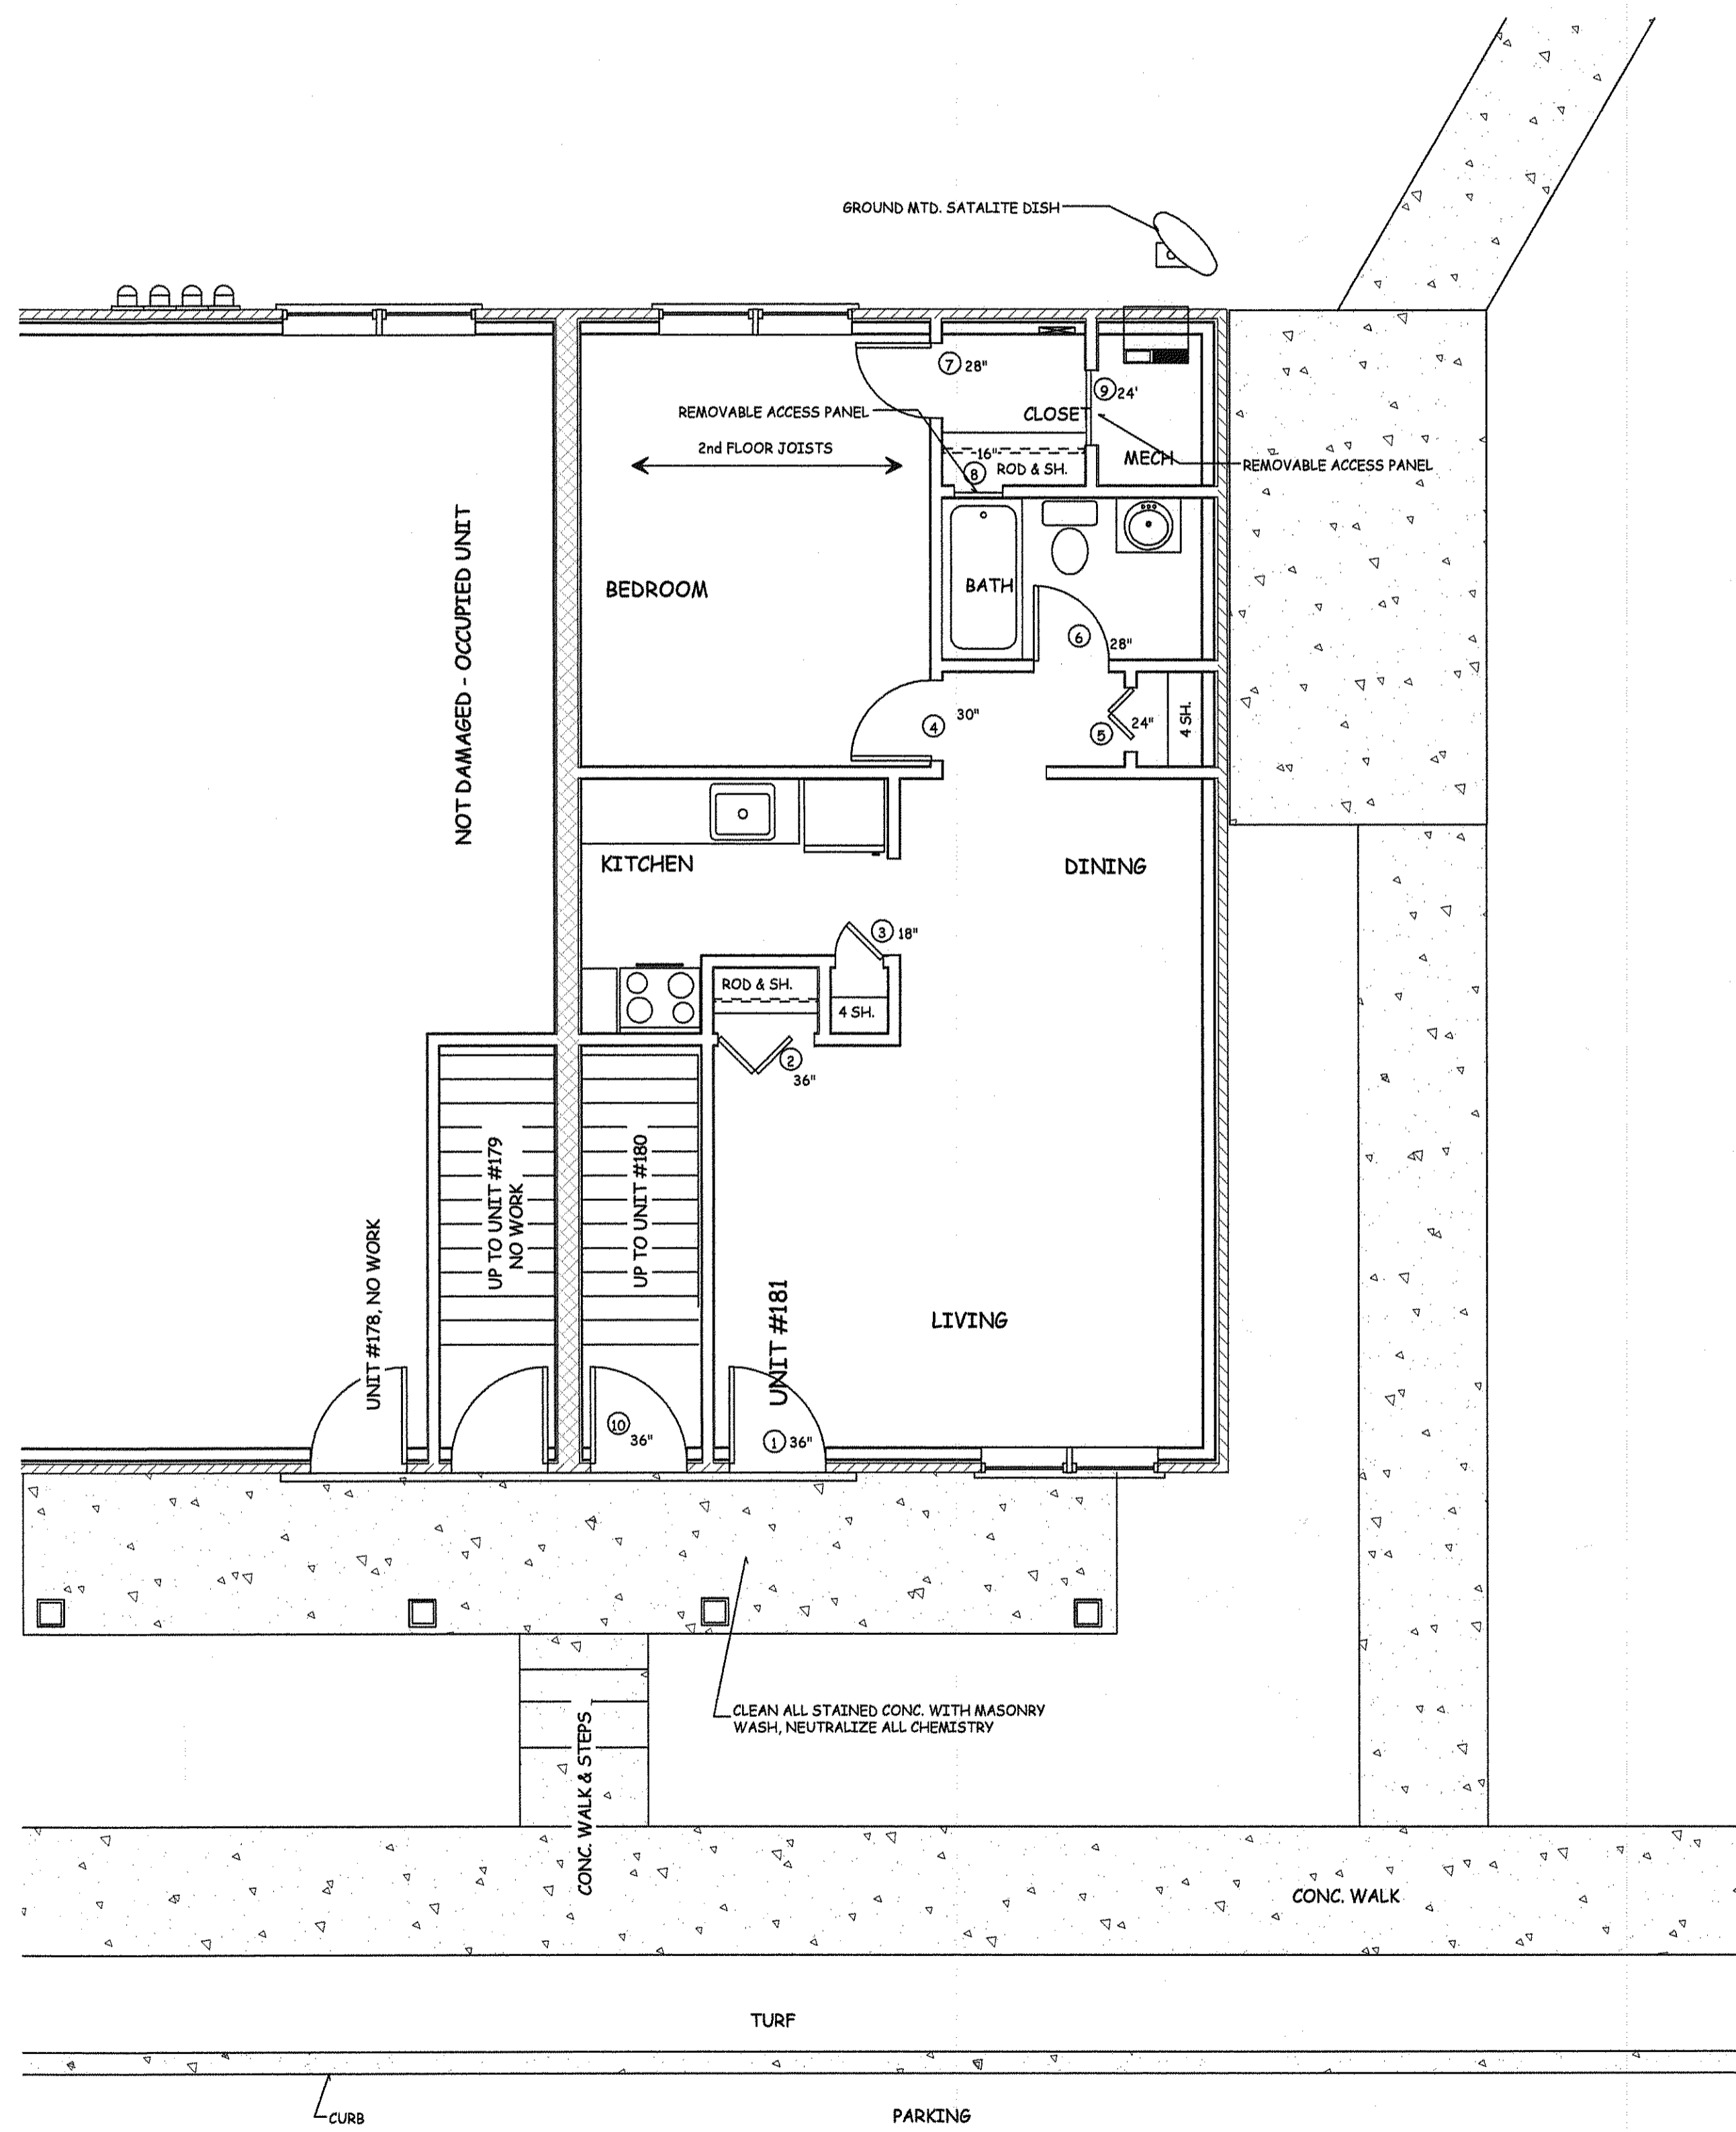 GROUND MTD. SATALITE DISH
7 28"
9 24'
REMOVABLE ACCESS PANEL
CLOSET
2nd FLOOR JOISTS
16"
8
ROD & SH.
MECH
REMOVABLE ACCESS PANEL
NOT DAMAGED - OCCUPIED UNIT
BEDROOM
BATH
6 28"
4 30"
5 24"
4 SH.
KITCHEN
DINING
3 18"
ROD & SH.
4 SH.
2
36"
UP TO UNIT #179
NO WORK
UP TO UNIT #180
UNIT #178, NO WORK
UNIT #181
LIVING
10
36"
1 36"
CLEAN ALL STAINED CONC. WITH MASONRY
WASH, NEUTRALIZE ALL CHEMISTRY
CONC. WALK & STEPS
CONC. WALK
TURF
CURB
PARKING